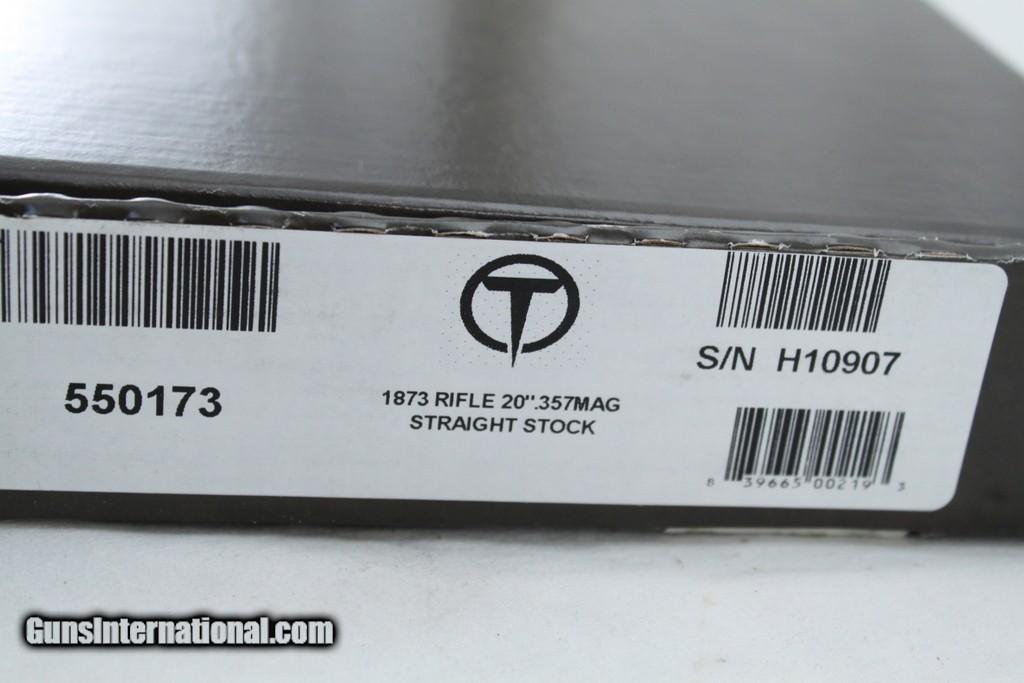 550173
T
1873 RIFLE 20".357MAG
STRAIGHT STOCK
S/N H10907
8 39665 00219 3
GunsInternational.com